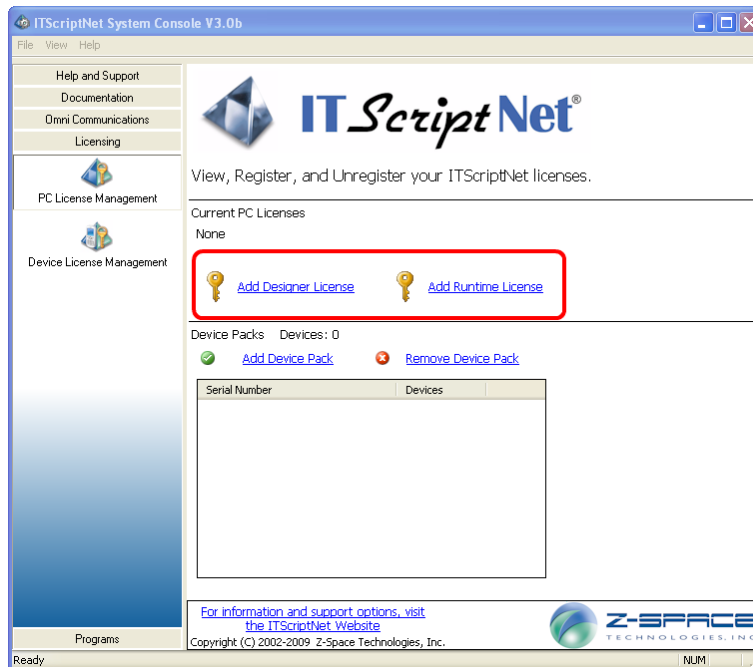 ITScriptNet System Console V3.0b
File View Help
Help and Support
Documentation
Omni Communications
Licensing
PC License Management
Device License Management
Programs
ITScriptNet®
View, Register, and Unregister your ITScriptNet licenses.
Current PC Licenses
None
Add Designer License Add Runtime License
Device Packs Devices: 0
Add Device Pack Remove Device Pack
Serial Number Devices
For information and support options, visit
the ITScriptNet Website
Copyright (C) 2002-2009 Z-Space Technologies, Inc.
Z-SPACE
TECHNOLOGIES, INC
Ready NUM